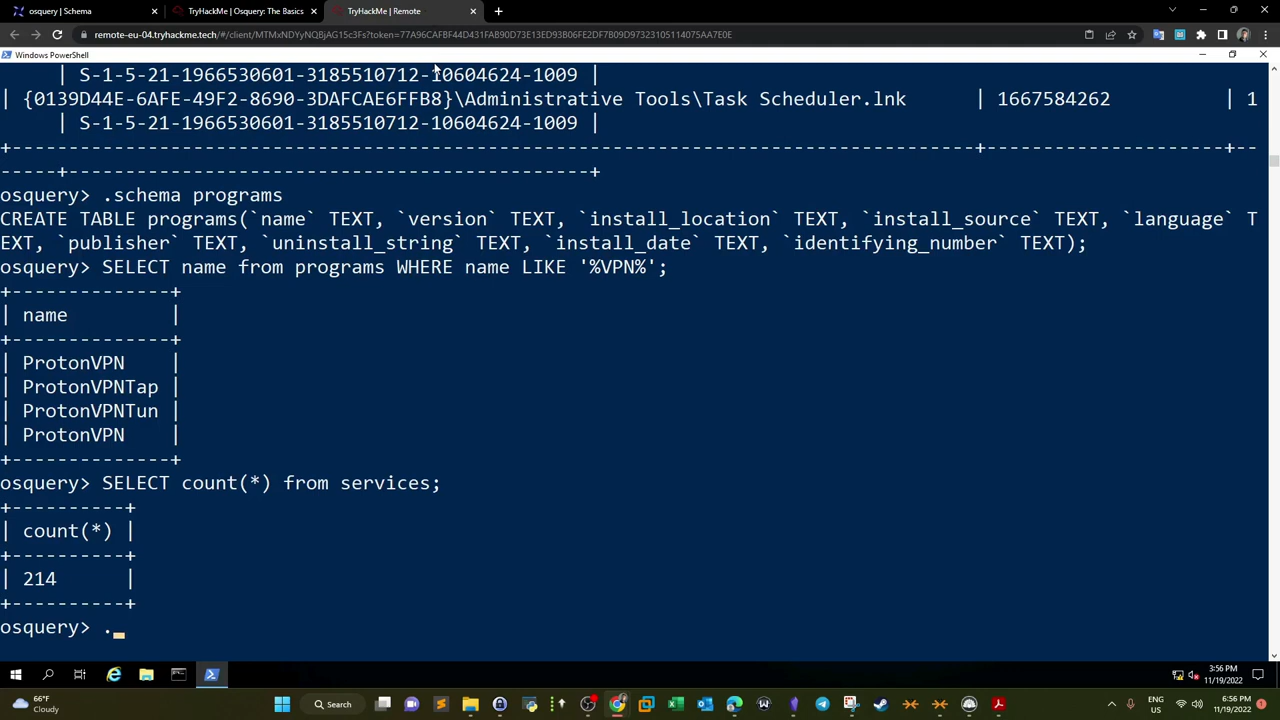 osquery | Schema
TryHackMe | Osquery: The Basics
TryHackMe | Remote
remote-eu-04.tryhackme.tech/#/client/MTMxNDYyNQBjAG15c3Fs?token=77A96CAFBF44D431FAB90D73E13ED93B06FE2DF7B09D97323105114075AA7E0E
Windows PowerShell
| S-1-5-21-1966530601-3185510712-10604624-1009 |
| {0139D44E-6AFE-49F2-8690-3DAFCAE6FFB8}\Administrative Tools\Task Scheduler.lnk | 1667584262 | 1
| S-1-5-21-1966530601-3185510712-10604624-1009 |
+--------------------------------------------------------------------------------------+---------------------+--
-----+----------------------------------------------+
osquery> .schema programs
CREATE TABLE programs(`name` TEXT, `version` TEXT, `install_location` TEXT, `install_source` TEXT, `language` T
EXT, `publisher` TEXT, `uninstall_string` TEXT, `install_date` TEXT, `identifying_number` TEXT);
osquery> SELECT name from programs WHERE name LIKE '%VPN%';
+--------------+
| name |
+--------------+
| ProtonVPN |
| ProtonVPNTap |
| ProtonVPNTun |
| ProtonVPN |
+--------------+
osquery> SELECT count(*) from services;
+----------+
| count(*) |
+----------+
| 214 |
+----------+
osquery> ._
3:56 PM
11/19/2022
66°F
Cloudy
Search
ENG
US
6:56 PM
11/19/2022